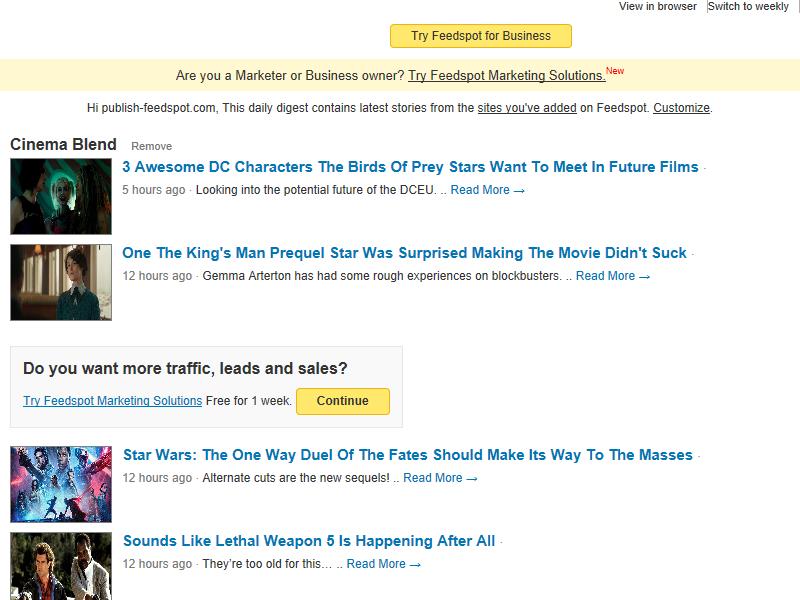 View in browser | Switch to weekly |
Try Feedspot for Business
Are you a Marketer or Business owner? Try Feedspot Marketing Solutions. New
Hi publish-feedspot.com, This daily digest contains latest stories from the sites you've added on Feedspot. Customize.
Cinema Blend Remove
3 Awesome DC Characters The Birds Of Prey Stars Want To Meet In Future Films ·
5 hours ago · Looking into the potential future of the DCEU. .. Read More →
One The King's Man Prequel Star Was Surprised Making The Movie Didn't Suck ·
12 hours ago · Gemma Arterton has had some rough experiences on blockbusters. .. Read More →
Do you want more traffic, leads and sales?
Try Feedspot Marketing Solutions Free for 1 week. Continue
Star Wars: The One Way Duel Of The Fates Should Make Its Way To The Masses ·
12 hours ago · Alternate cuts are the new sequels! .. Read More →
Sounds Like Lethal Weapon 5 Is Happening After All ·
12 hours ago · They're too old for this… .. Read More →